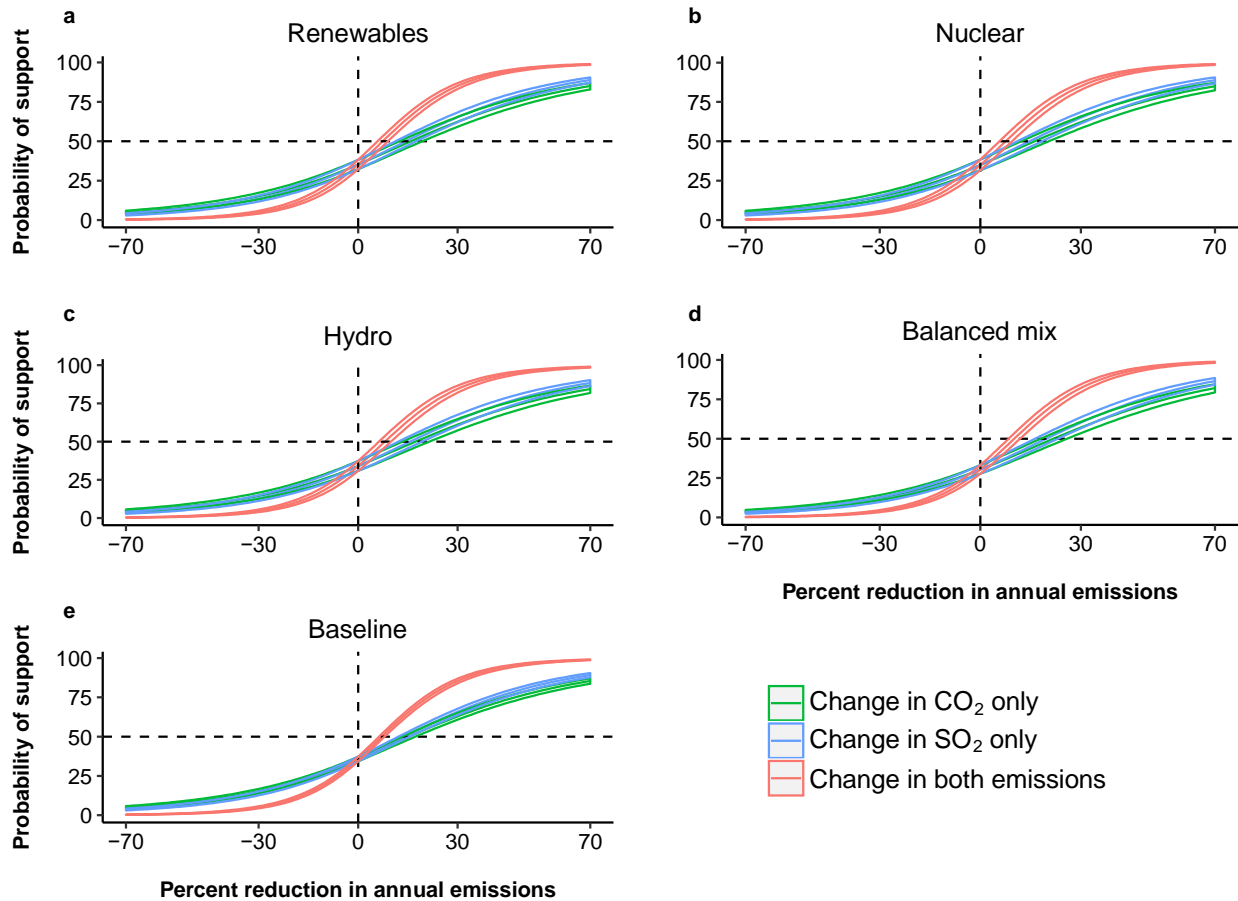 a
Renewables
Probability of support
100
75
50
25
0
−70
−30
0
30
70
b
Nuclear
100
75
50
25
0
−70
−30
0
30
70
c
Hydro
Probability of support
100
75
50
25
0
−70
−30
0
30
70
d
Balanced mix
100
75
50
25
0
−70
−30
0
30
70
Percent reduction in annual emissions
e
Baseline
Probability of support
100
75
50
25
0
−70
−30
0
30
70
Percent reduction in annual emissions
Change in CO₂ only
Change in SO₂ only
Change in both emissions